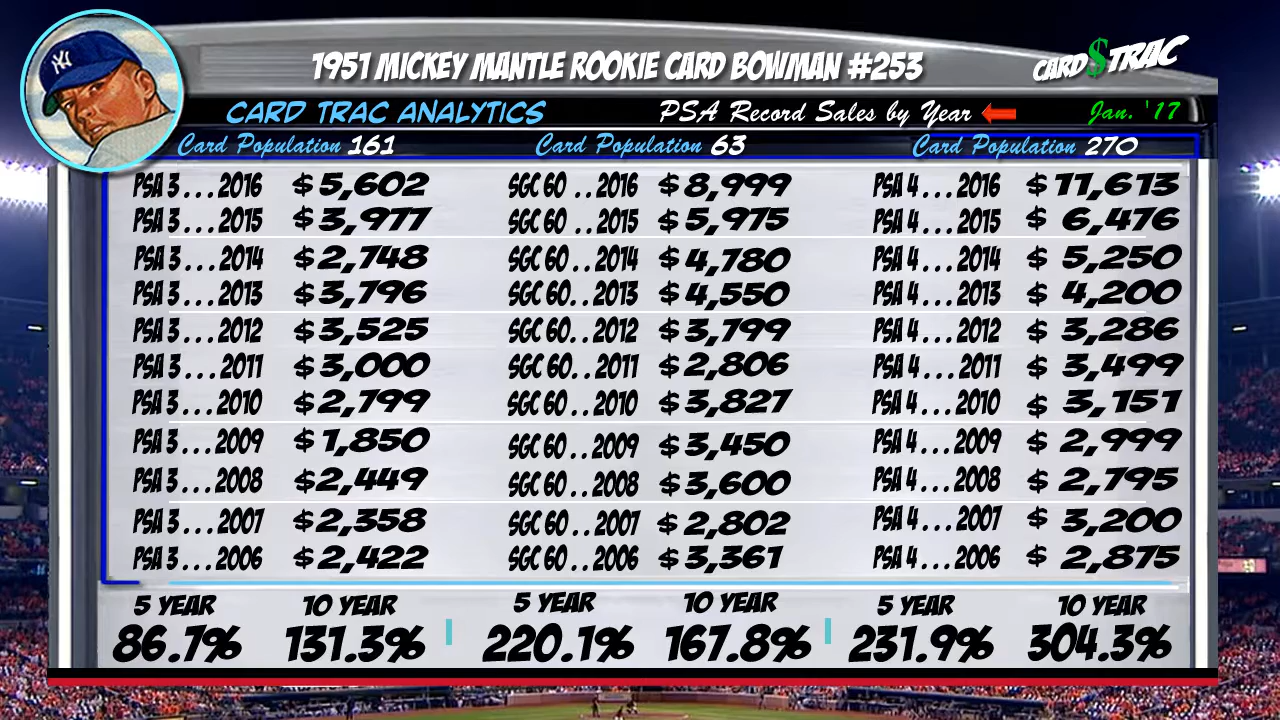 1951 MICKEY MANTLE ROOKIE CARD BOWMAN #253
CARD $ TRAC
CARD TRAC ANALYTICS PSA Record Sales by Year Jan. '17
Card Population 161 Card Population 63 Card Population 270
PSA 3...2016 $5,602 SGC 60 ..2016 $8,999 PSA 4...2016 $11,613
PSA 3...2015 $3,977 SGC 60 ..2015 $5,975 PSA 4...2015 $ 6,476
PSA 3...2014 $2,748 SGC 60 ..2014 $4,780 PSA 4...2014 $ 5,250
PSA 3...2013 $3,796 SGC 60..2013 $4,550 PSA 4...2013 $ 4,200
PSA 3...2012 $3,525 SGC 60..2012 $3,799 PSA 4...2012 $ 3,286
PSA 3...2011 $3,000 SGC 60..2011 $2,806 PSA 4...2011 $ 3,499
PSA 3...2010 $2,799 SGC 60..2010 $3,827 PSA 4...2010 $ 3,151
PSA 3...2009 $1,850 SGC 60..2009 $3,450 PSA 4...2009 $ 2,999
PSA 3...2008 $2,449 SGC 60..2008 $3,600 PSA 4...2008 $ 2,795
PSA 3...2007 $2,358 SGC 60..2007 $2,802 PSA 4...2007 $ 3,200
PSA 3...2006 $2,422 SGC 60..2006 $3,361 PSA 4...2006 $ 2,875
5 YEAR 10 YEAR 5 YEAR 10 YEAR 5 YEAR 10 YEAR
86.7% 131.3% 220.1% 167.8% 231.9% 304.3%